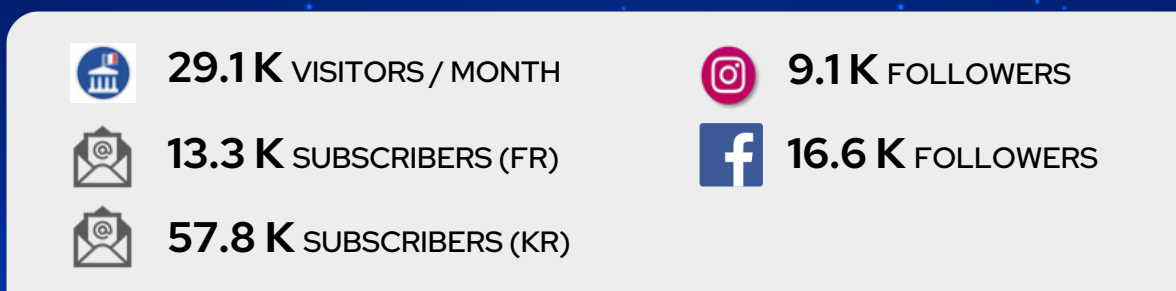 29.1 K VISITORS / MONTH
13.3 K SUBSCRIBERS (FR)
57.8 K SUBSCRIBERS (KR)
9.1 K FOLLOWERS
16.6 K FOLLOWERS